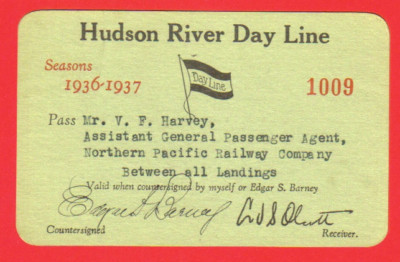 Hudson River Day Line
Seasons
1936-1937
Day Line
1009
Pass Mr. V. F. Harvey,
Assistant General Passenger Agent,
Northern Pacific Railway Company
Between all Landings
Valid when countersigned by myself or Edgar S. Barney
Edgar S. Barney
Countersigned
Receiver.